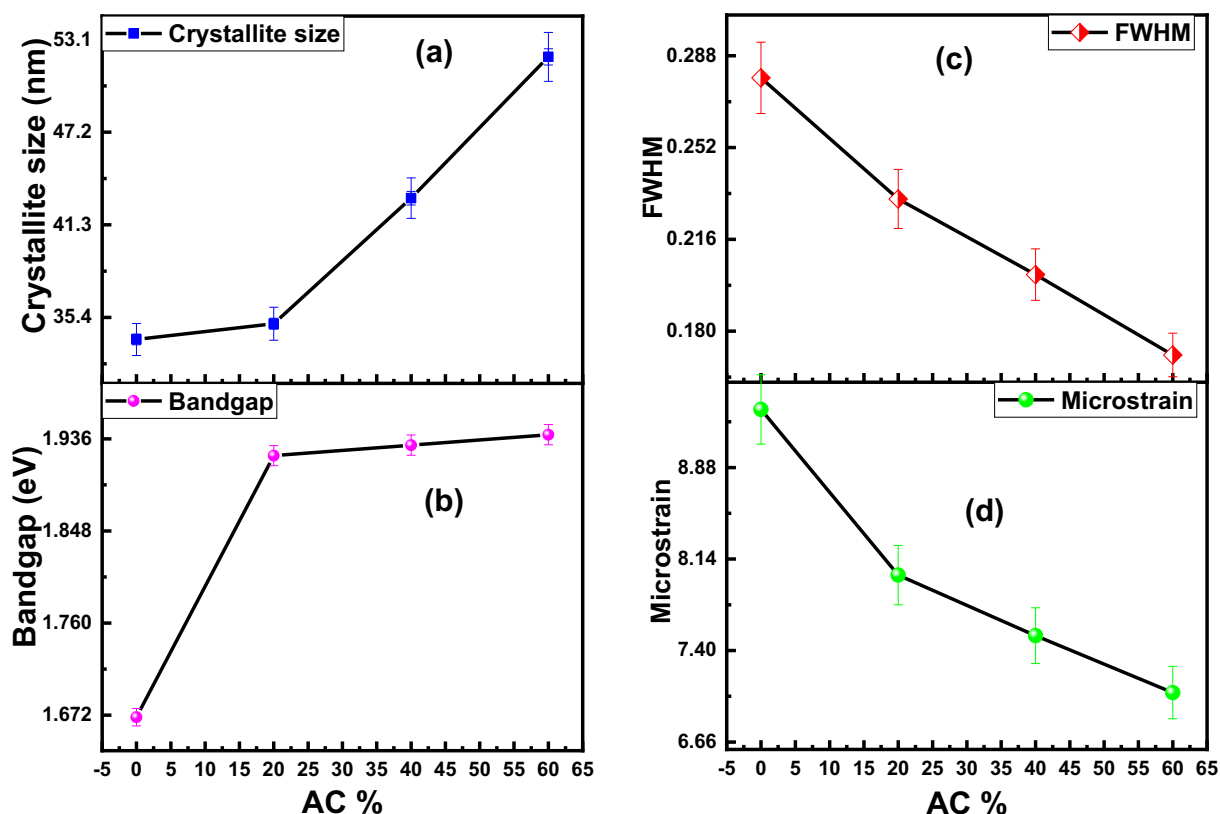 Crystallite size
(a)
53.1
47.2
41.3
35.4
Crystallite size (nm)
Bandgap
(b)
1.936
1.848
1.760
1.672
Bandgap (eV)
-5 0 5 10 15 20 25 30 35 40 45 50 55 60 65
AC %
FWHM
(c)
0.288
0.252
0.216
0.180
FWHM
Microstrain
(d)
8.88
8.14
7.40
6.66
Microstrain
-5 0 5 10 15 20 25 30 35 40 45 50 55 60 65
AC %